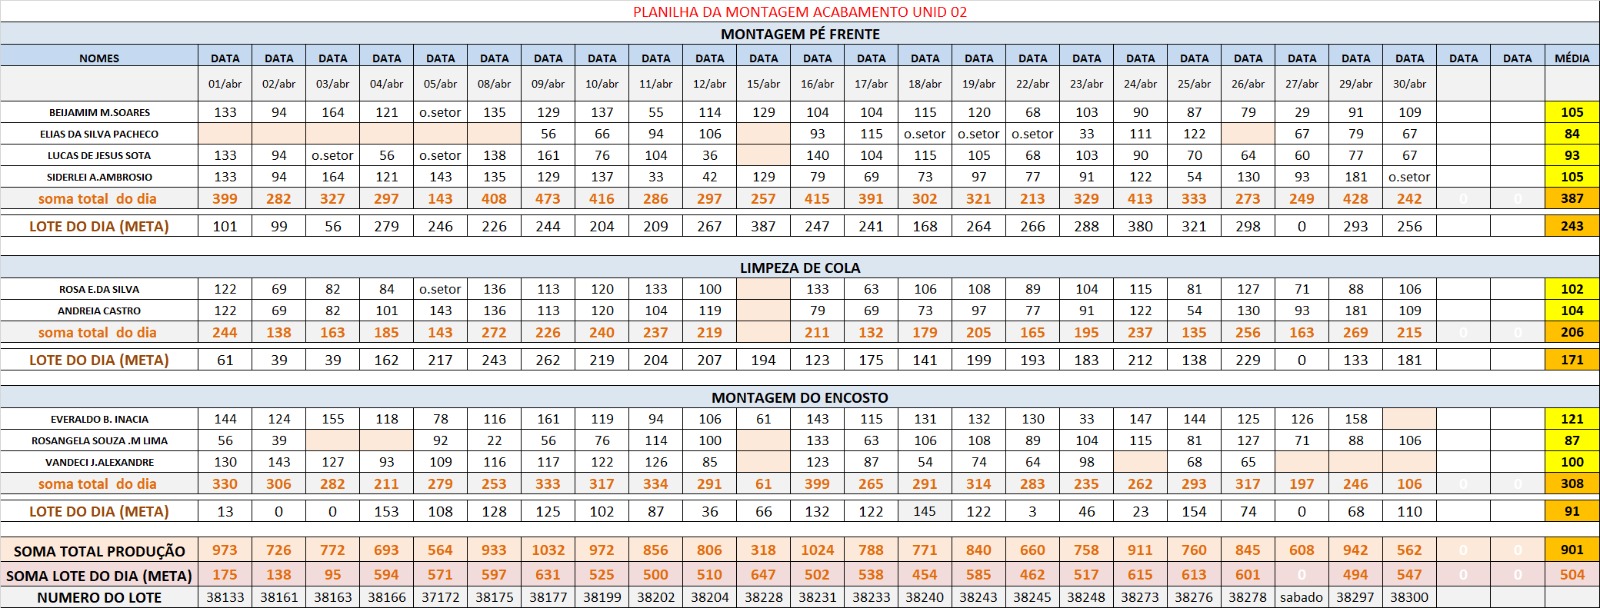 PLANILHA DA MONTAGEM ACABAMENTO UNID 02
MONTAGEM PÉ FRENTE
NOMES DATA DATA DATA DATA DATA DATA DATA DATA DATA DATA DATA DATA DATA DATA DATA DATA DATA DATA DATA DATA DATA DATA DATA DATA DATA MÉDIA
01/abr 02/abr 03/abr 04/abr 05/abr 08/abr 09/abr 10/abr 11/abr 12/abr 15/abr 16/abr 17/abr 18/abr 19/abr 22/abr 23/abr 24/abr 25/abr 26/abr 27/abr 29/abr 30/abr
BEIJAMIM M.SOARES 133 94 164 121 o.setor 135 129 137 55 114 129 104 104 115 120 68 103 90 87 79 29 91 109 105
ELIAS DA SILVA PACHECO 56 66 94 106 93 115 o.setor o.setor o.setor 33 111 122 67 79 67 84
LUCAS DE JESUS SOTA 133 94 o.setor 56 o.setor 138 161 76 104 36 140 104 115 105 68 103 90 70 64 60 77 67 93
SIDERLEI A.AMBROSIO 133 94 164 121 143 135 129 137 33 42 129 79 69 73 97 77 91 122 54 130 93 181 o.setor 105
soma total do dia 399 282 327 297 143 408 473 416 286 297 257 415 391 302 321 213 329 413 333 273 249 428 242 0 0 387
LOTE DO DIA (META) 101 99 56 279 246 226 244 204 209 267 387 247 241 168 264 266 288 380 321 298 0 293 256 243
LIMPEZA DE COLA
ROSA E.DA SILVA 122 69 82 84 o.setor 136 113 120 133 100 133 63 106 108 89 104 115 81 127 71 88 106 102
ANDREIA CASTRO 122 69 82 101 143 136 113 120 104 119 79 69 73 97 77 91 122 54 130 93 181 109 104
soma total do dia 244 138 163 185 143 272 226 240 237 219 211 132 179 205 165 195 237 135 256 163 269 215 0 0 206
LOTE DO DIA (META) 61 39 39 162 217 243 262 219 204 207 194 123 175 141 199 193 183 212 138 229 0 133 181 171
MONTAGEM DO ENCOSTO
EVERALDO B. INACIA 144 124 155 118 78 116 161 119 94 106 61 143 115 131 132 130 33 147 144 125 126 158 121
ROSANGELA SOUZA .M LIMA 56 39 92 22 56 76 114 100 133 63 106 108 89 104 115 81 127 71 88 106 87
VANDECI J.ALEXANDRE 130 143 127 93 109 116 117 122 126 85 123 87 54 74 64 98 68 65 100
soma total do dia 330 306 282 211 279 253 333 317 334 291 61 399 265 291 314 283 235 262 293 317 197 246 106 0 0 308
LOTE DO DIA (META) 13 0 0 153 108 128 125 102 87 36 66 132 122 145 122 3 46 23 154 74 0 68 110 91
SOMA TOTAL PRODUÇÃO 973 726 772 693 564 933 1032 972 856 806 318 1024 788 771 840 660 758 911 760 845 608 942 562 0 0 901
SOMA LOTE DO DIA (META) 175 138 95 594 571 597 631 525 500 510 647 502 538 454 585 462 517 615 613 601 0 494 547 0 0 504
NUMERO DO LOTE 38133 38161 38163 38166 37172 38175 38177 38199 38202 38204 38228 38231 38233 38240 38243 38245 38248 38273 38276 38278 sabado 38297 38300